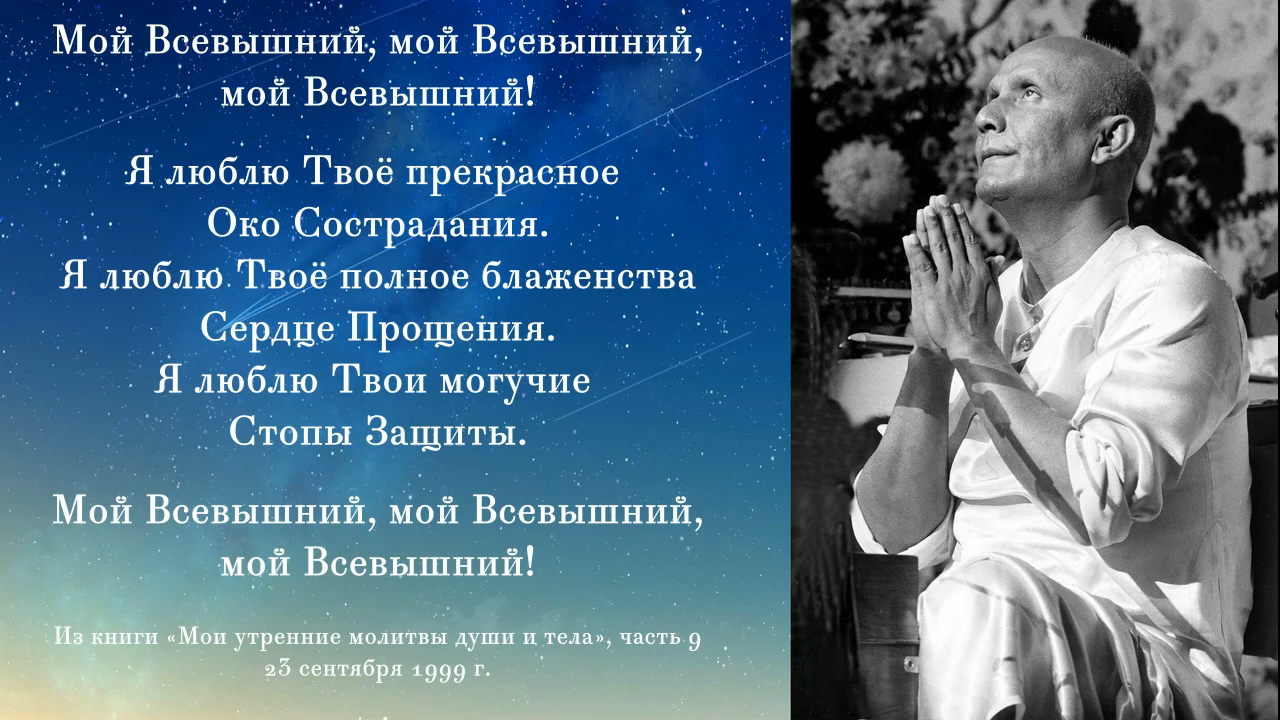 Мой Всевышний, мой Всевышний,
мой Всевышний!
Я люблю Твоё прекрасное
Око Сострадания.
Я люблю Твоё полное блаженства
Сердце Прощения.
Я люблю Твои могучие
Стопы Защиты.
Мой Всевышний, мой Всевышний,
мой Всевышний!
Из книги «Мои утренние молитвы души и тела», часть 9
23 сентября 1999 г.